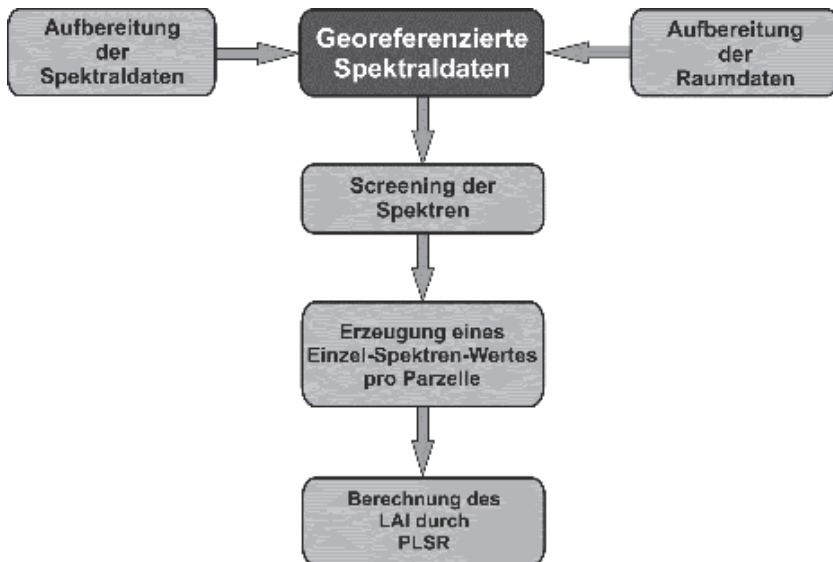 Aufbereitung
der
Spektraldaten
Georeferenzierte
Spektraldaten
Aufbereitung
der
Raumdaten
Screening der
Spektren
Erzeugung eines
Einzel-Spektren-Wertes
pro Parzelle
Berechnung des
LAI durch
PLSR